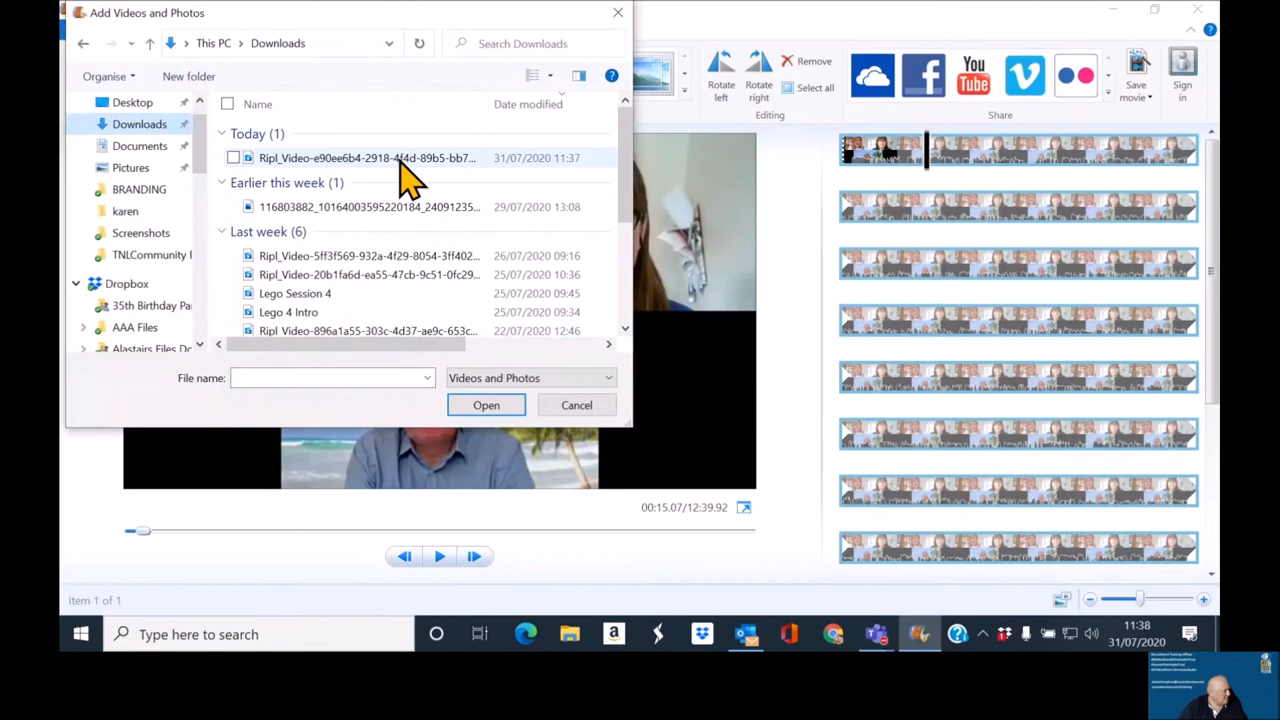 Add Videos and Photos
This PC
Downloads
Search Downloads
Organise
New folder
Desktop
Downloads
Documents
Pictures
BRANDING
karen
Screenshots
TNLCommunity
Dropbox
35th Birthday Pa
AAA Files
Alastairs Files Do
Name
Date modified
Today (1)
Ripl_Video-e90ee6b4-2918-4f4d-89b5-bb7... 31/07/2020 11:37
Earlier this week (1)
116803882_10164003595220184_24091235... 29/07/2020 13:08
Last week (6)
Ripl_Video-5ff3f569-932a-4f29-8054-3ff402... 26/07/2020 09:16
Ripl_Video-20b1fa6d-ea55-47cb-9c51-0fc29... 25/07/2020 10:36
Lego Session 4 25/07/2020 09:45
Lego 4 Intro 25/07/2020 09:34
Ripl_Video-896a1a55-303c-4d37-ae9c-653c... 22/07/2020 12:46
File name:
Videos and Photos
Open
Cancel
Rotate left
Rotate right
Remove
Select all
Editing
You Tube
Share
Save movie
Sign in
00:15.07/12:39.92
Item 1 of 1
Type here to search
11:38
31/07/2020